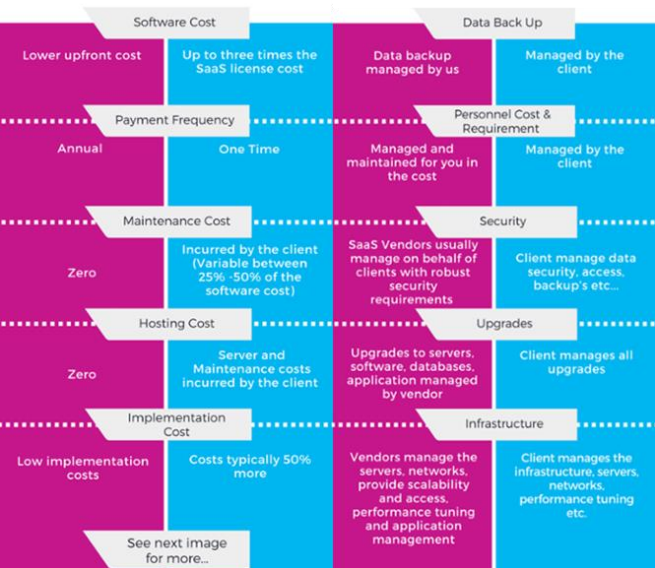 Software Cost
Lower upfront cost
Up to three times the
SaaS license cost
Payment Frequency
Annual
One Time
Maintenance Cost
Zero
Incurred by the client
(Variable between
25% -50% of the
software cost)
Hosting Cost
Zero
Server and
Maintenance costs
incurred by the client
Implementation
Cost
Low implementation
costs
Costs typically 50%
more
See next image
for more...
Data Back Up
Data backup
managed by us
Managed by the
client
Personnel Cost &
Requirement
Managed and
maintained for you in
the cost
Managed by the
client
Security
SaaS Vendors usually
manage on behalf of
clients with robust
security
requirements
Client manage data
security, access,
backup's etc...
Upgrades
Upgrades to servers,
software, databases,
application managed
by vendor
Client manages all
upgrades
Infrastructure
Vendors manage the
servers, networks,
provide scalability
and access,
performance tuning
and application
management
Client manages the
infrastructure, servers,
networks,
performance tuning
etc.